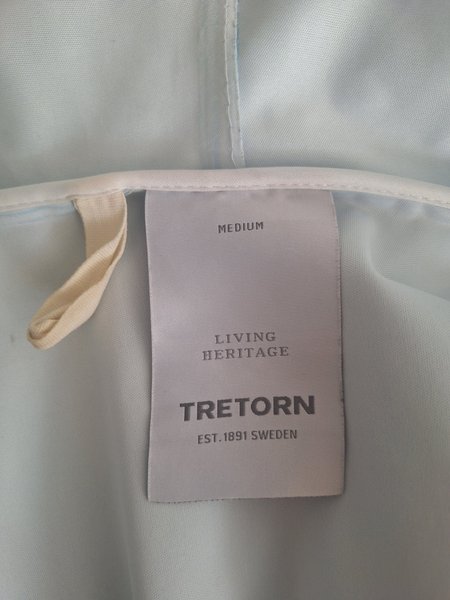 MEDIUM
LIVING
HERITAGE
TRETORN
EST. 1891 SWEDEN